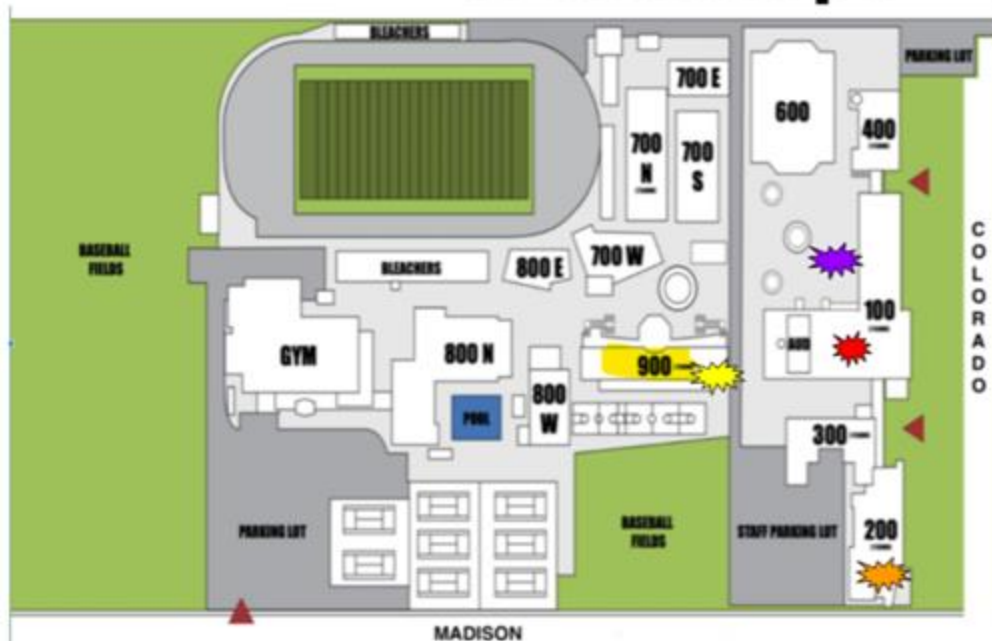 BLEACHERS
PARKING LOT
700 E
600
400
700
N
700
S
COLORADO
BASEBALL
FIELDS
BLEACHERS
800 E
700 W
100
GYM
800 N
AUD
900
800
W
POOL
300
PARKING LOT
BASEBALL
FIELDS
STAFF PARKING LOT
200
MADISON